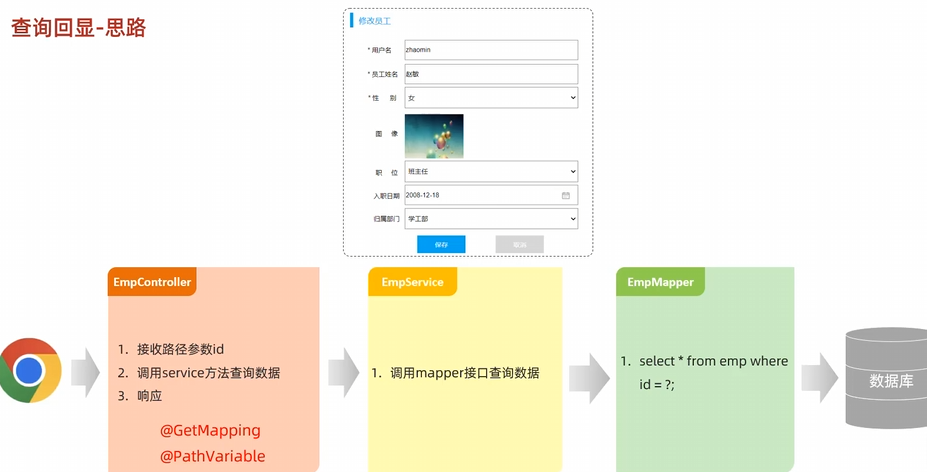 查询回显-思路
修改员工
* 用户名 zhaomin
* 员工姓名 赵敏
* 性 别 女
图 像
职 位 班主任
入职日期 2008-12-18
归属部门 学工部
保存 取消
EmpController
1. 接收路径参数id
2. 调用service方法查询数据
3. 响应
@GetMapping
@PathVariable
EmpService
1. 调用mapper接口查询数据
EmpMapper
1. select * from emp where
id = ?;
数据库